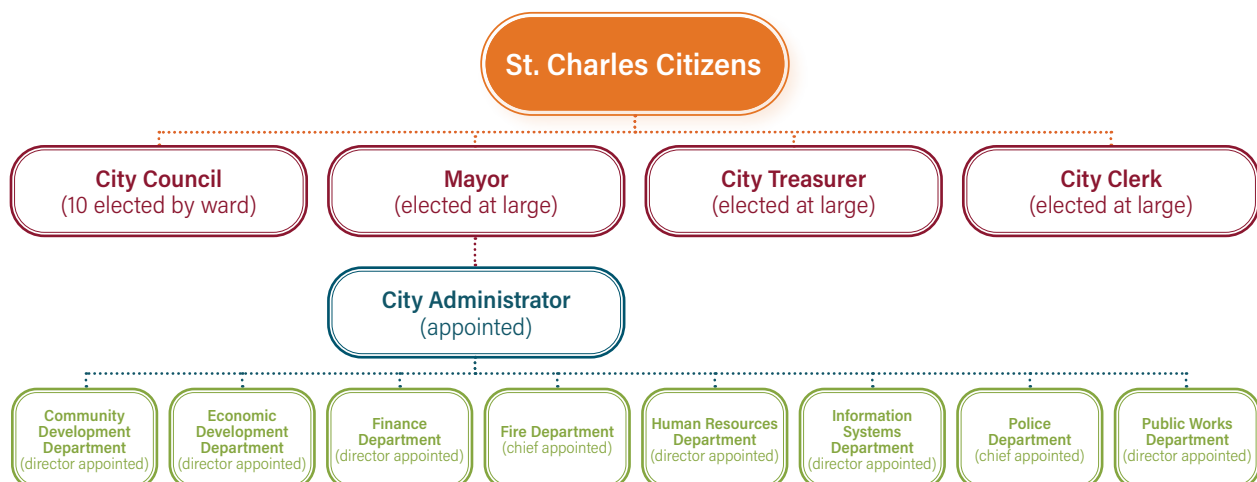 St. Charles Citizens
City Council
(10 elected by ward)
Mayor
(elected at large)
City Treasurer
(elected at large)
City Clerk
(elected at large)
City Administrator
(appointed)
Community
Development
Department
(director appointed)
Economic
Development
Department
(director appointed)
Finance
Department
(director appointed)
Fire Department
(chief appointed)
Human Resources
Department
(director appointed)
Information
Systems
Department
(director appointed)
Police
Department
(chief appointed)
Public Works
Department
(director appointed)